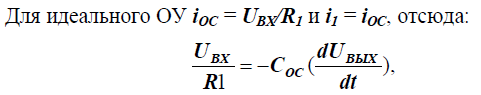 Для идеального ОУ iОС = UВХ/R1 и i1 = iОС, отсюда:
UВХ/R1 = −CОС(dUВЫХ/dt),